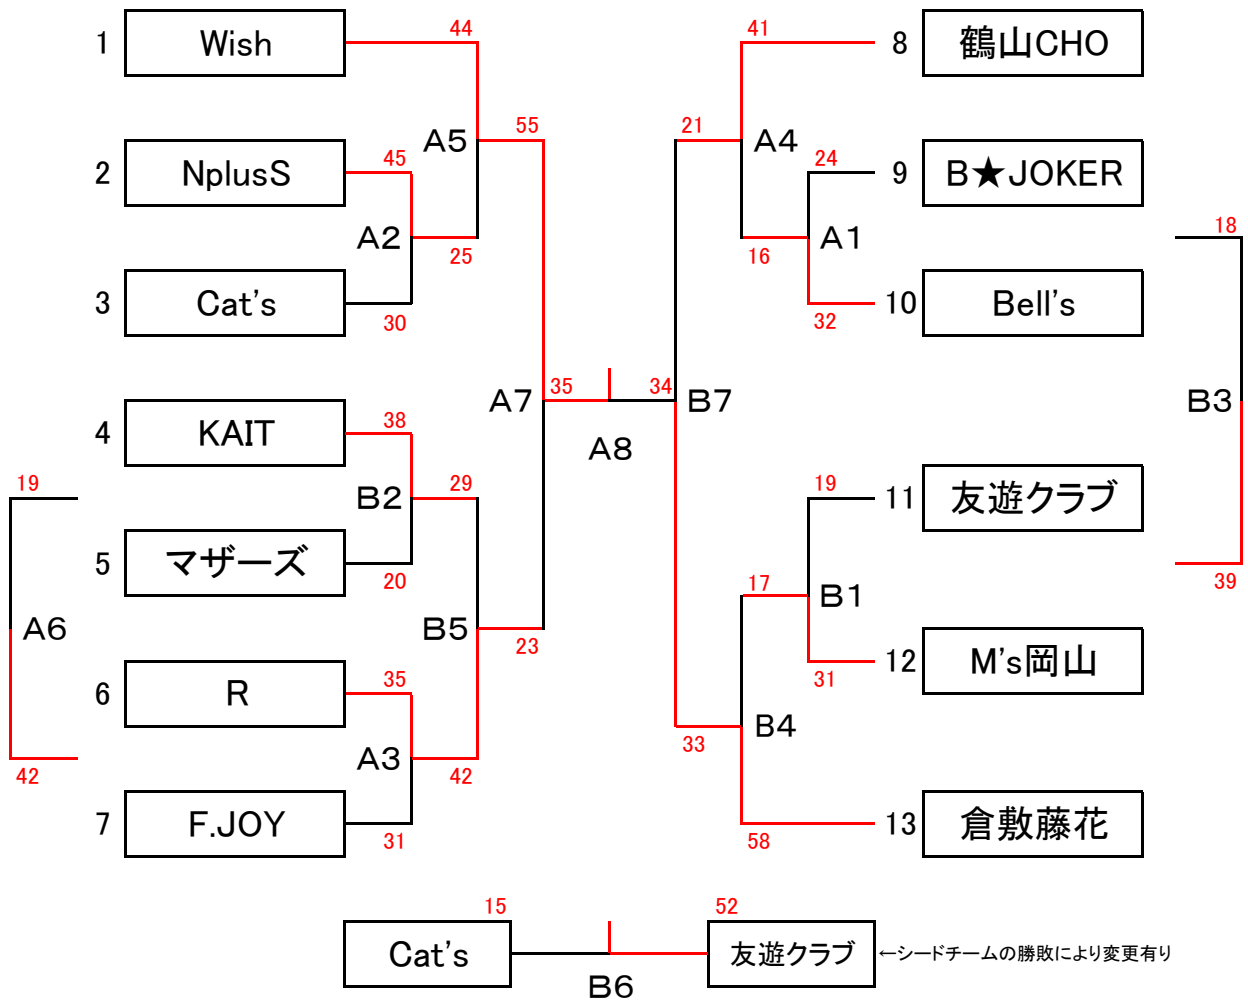 44
41
1
Wish
8
鶴山CHO
A5
55
21
A4
45
24
2
NplusS
9
B★JOKER
A2
25
16
A1
18
3
Cat's
30
10
Bell's
32
A7
35
34
B7
B3
A8
4
KAIT
38
19
B2
29
19
11
友遊クラブ
5
マザーズ
20
17
B1
39
A6
B5
23
6
R
35
12
M's岡山
31
A3
42
33
B4
42
7
F.JOY
31
13
倉敷藤花
58
15
52
Cat's
友遊クラブ
←シードチームの勝敗により変更有り
B6